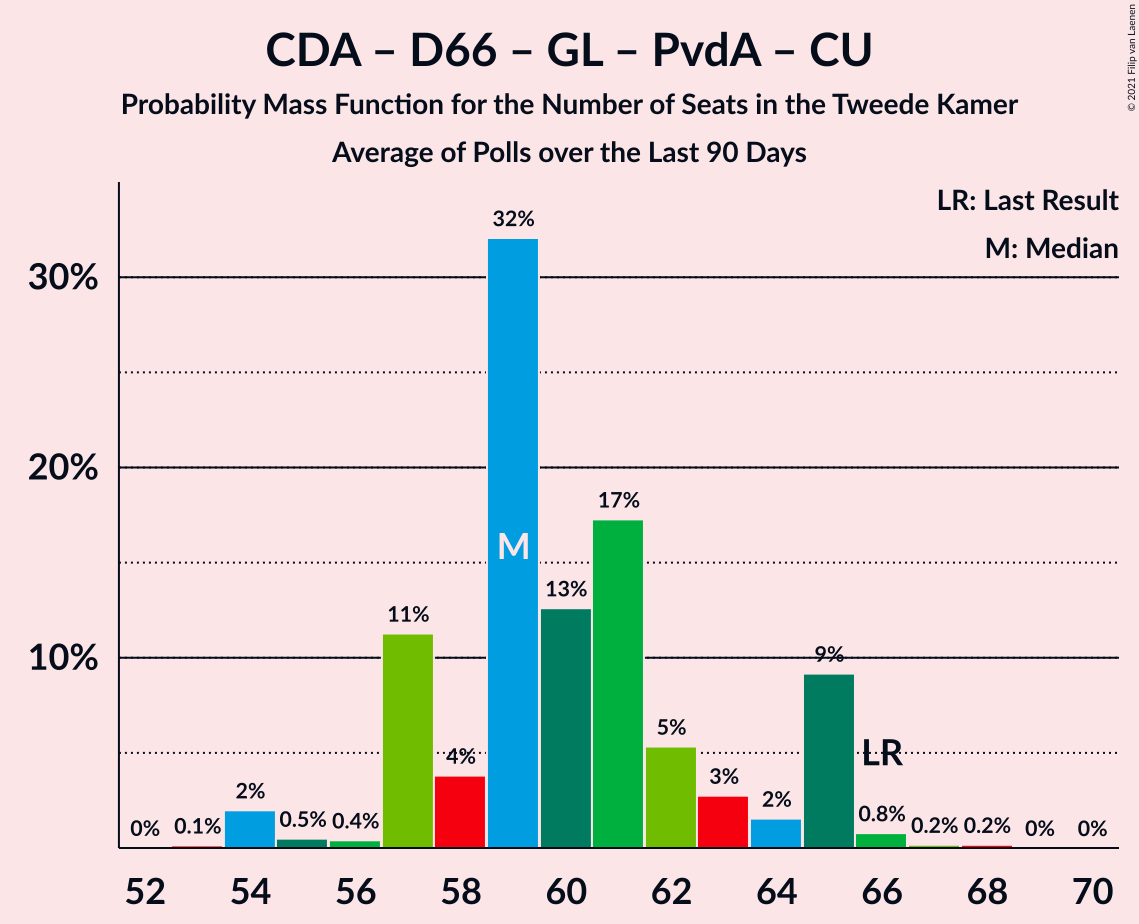 CDA – D66 – GL – PvdA – CU
Probability Mass Function for the Number of Seats in the Tweede Kamer
Average of Polls over the Last 90 Days
© 2021 Filip van Laenen
LR: Last Result
M: Median
30%
20%
10%
0%
0.1%
2%
0.5%
0.4%
11%
4%
32%
M
13%
17%
5%
3%
2%
9%
LR
0.8%
0.2%
0.2%
0%
0%
52 54 56 58 60 62 64 66 68 70